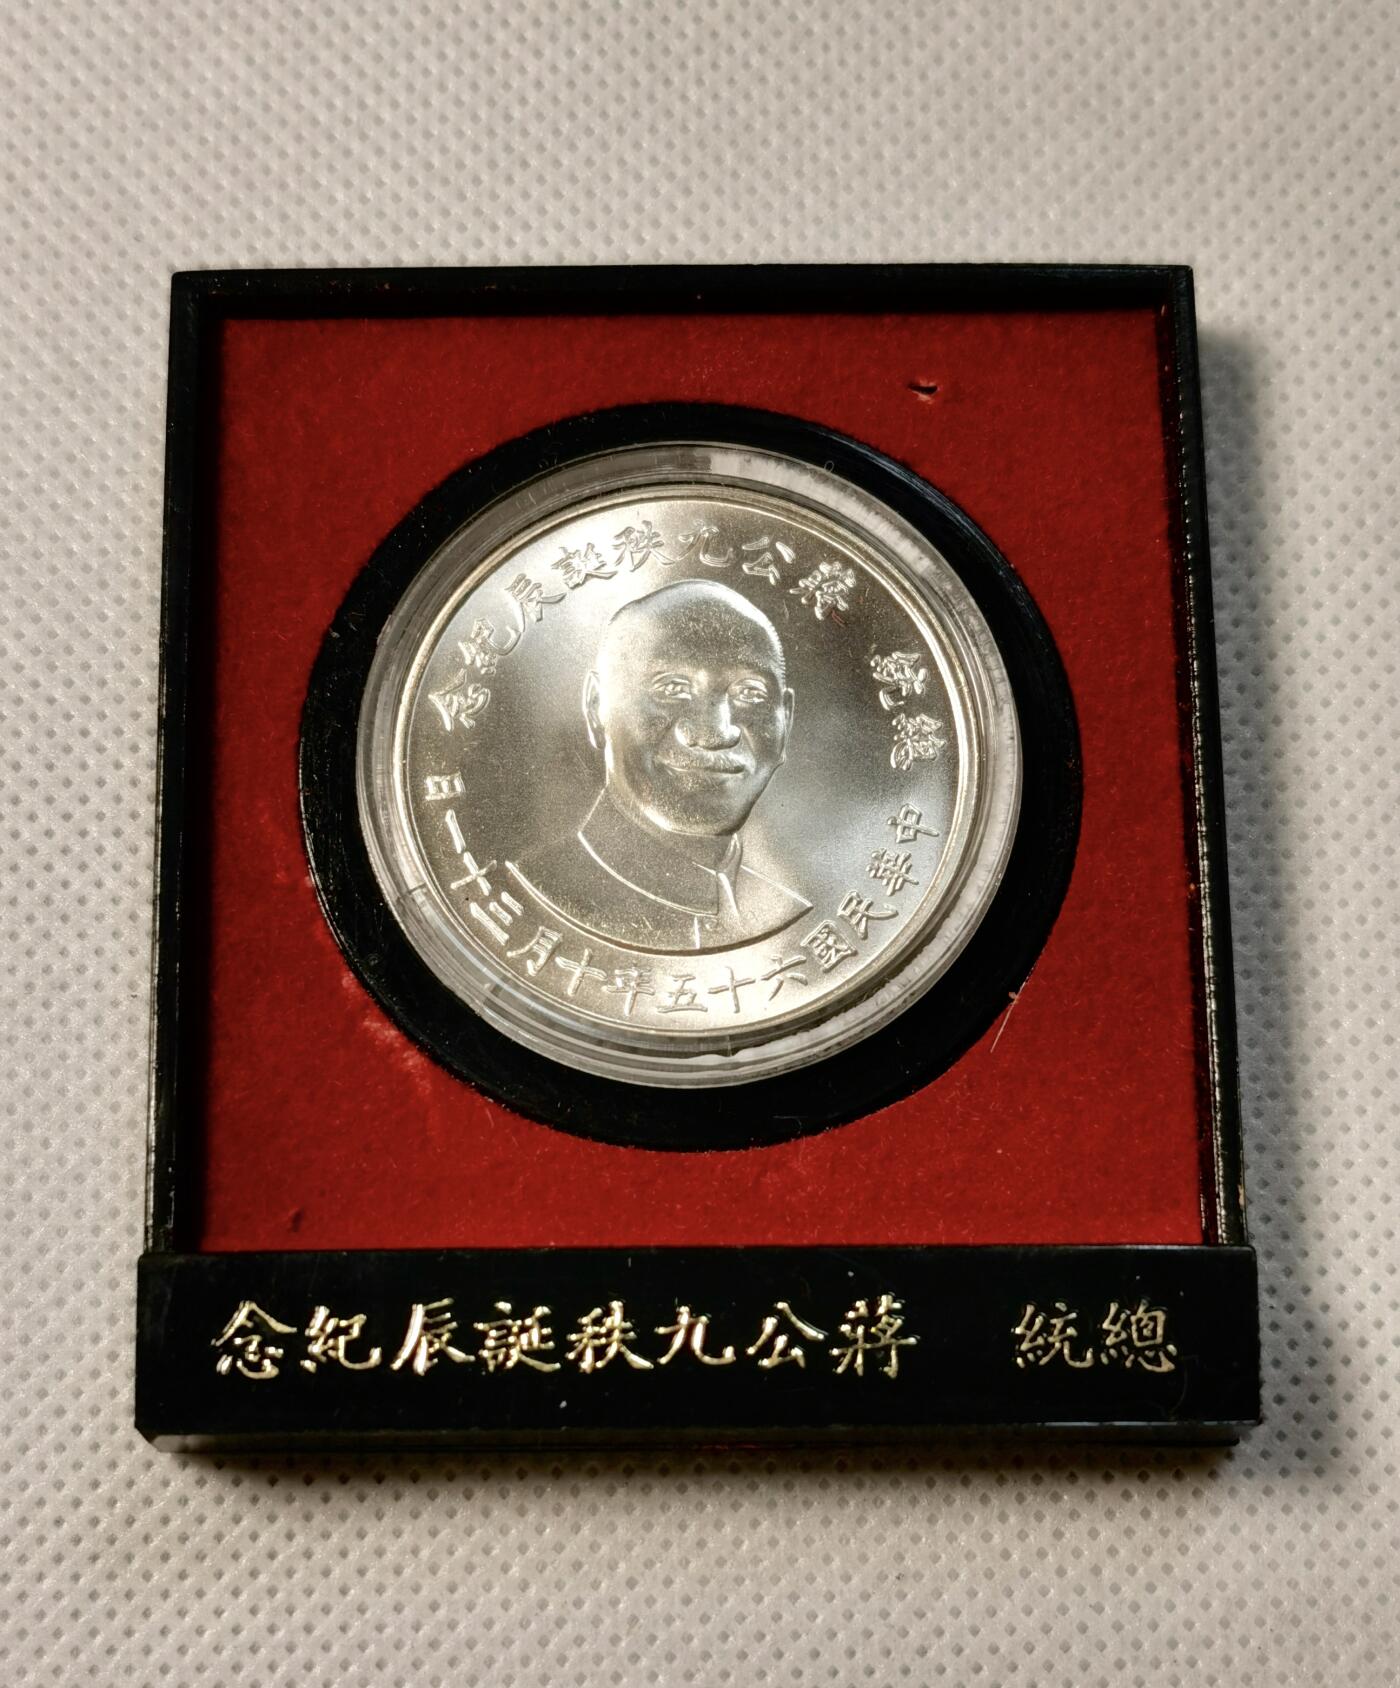 總統 蔣公九秩誕辰紀念
中華民國六十五年十月三十一日
總統 蔣公九秩誕辰紀念